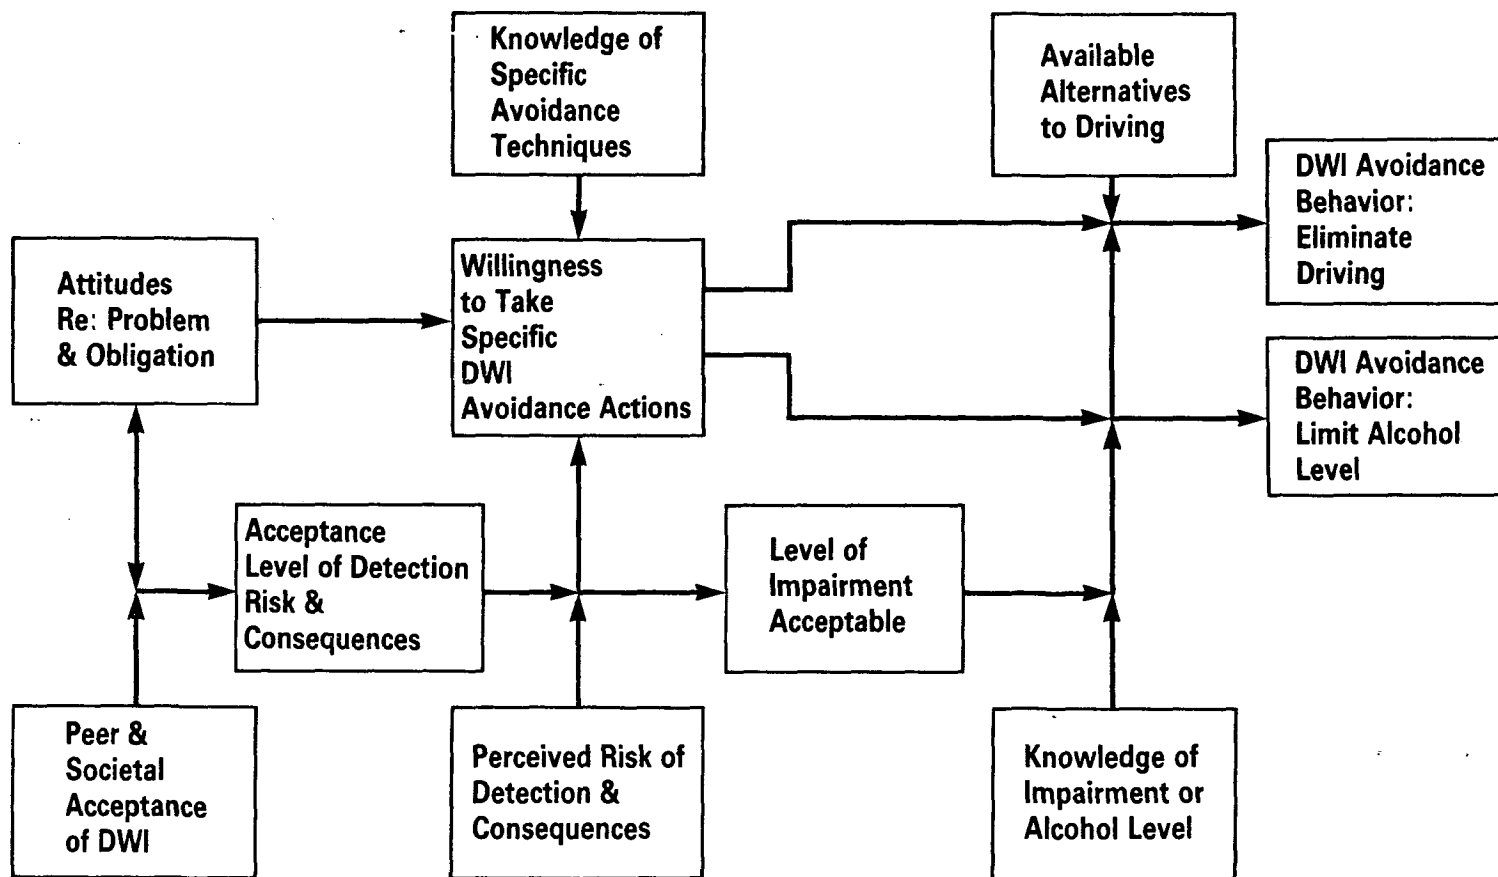 Knowledge of
Specific
Avoidance
Techniques
Available
Alternatives
to Driving
DWI Avoidance
Behavior:
Eliminate
Driving
Attitudes
Re: Problem
& Obligation
Willingness
to Take
Specific
DWI
Avoidance Actions
DWI Avoidance
Behavior:
Limit Alcohol
Level
Acceptance
Level of Detection
Risk &
Consequences
Level of
Impairment
Acceptable
Peer &
Societal
Acceptance
of DWI
Perceived Risk of
Detection &
Consequences
Knowledge of
Impairment or
Alcohol Level